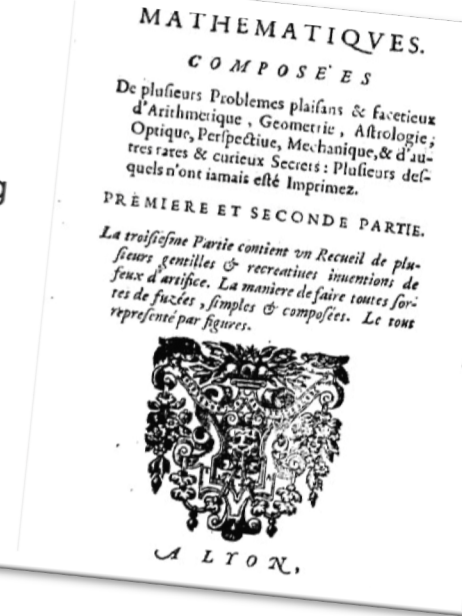 MATHEMATIQVES.
COMPOSE'ES
De pluſieurs Problemes plaiſans & facetieux
d'Arithmetique , Geometrie , Aſtrologie ;
Optique, Perſpectiue, Mechanique, & d'au-
tres rares & curieux Secrets : Pluſieurs deſ-
quels n'ont iamais eſté Imprimez.
PREMIERE ET SECONDE PARTIE.
La troiſieſme Partie contient vn Recueil de plu-
ſieurs gentilles & recreatiues inuentions de
feux d'artifice. La maniere de faire toutes ſor-
tes de fuzées , ſimples & compoſées. Le tout
repreſenté par figures.
A LYON,